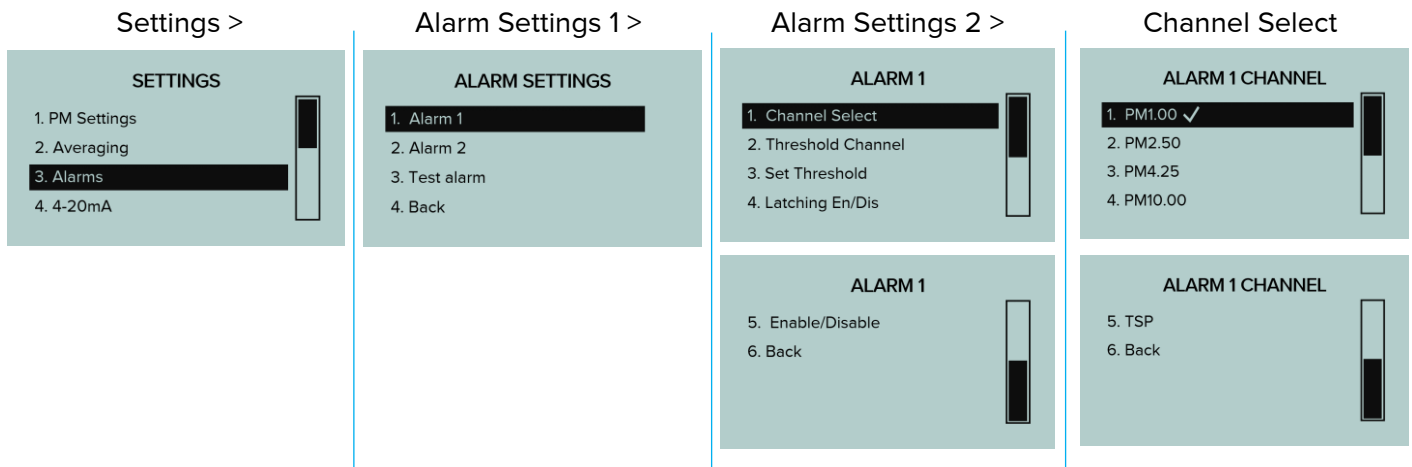 Settings >
SETTINGS
1. PM Settings
2. Averaging
3. Alarms
4. 4-20mA
Alarm Settings 1 >
ALARM SETTINGS
1. Alarm 1
2. Alarm 2
3. Test alarm
4. Back
Alarm Settings 2 >
ALARM 1
1. Channel Select
2. Threshold Channel
3. Set Threshold
4. Latching En/Dis
ALARM 1
5. Enable/Disable
6. Back
Channel Select
ALARM 1 CHANNEL
1. PM1.00 ✓
2. PM2.50
3. PM4.25
4. PM10.00
ALARM 1 CHANNEL
5. TSP
6. Back